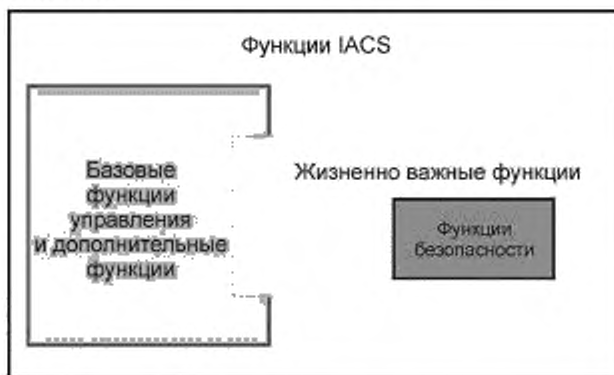 Функции IACS
Базовые
функции
управления
и дополнительные
функции
Жизненно важные функции
Функции
безопасности